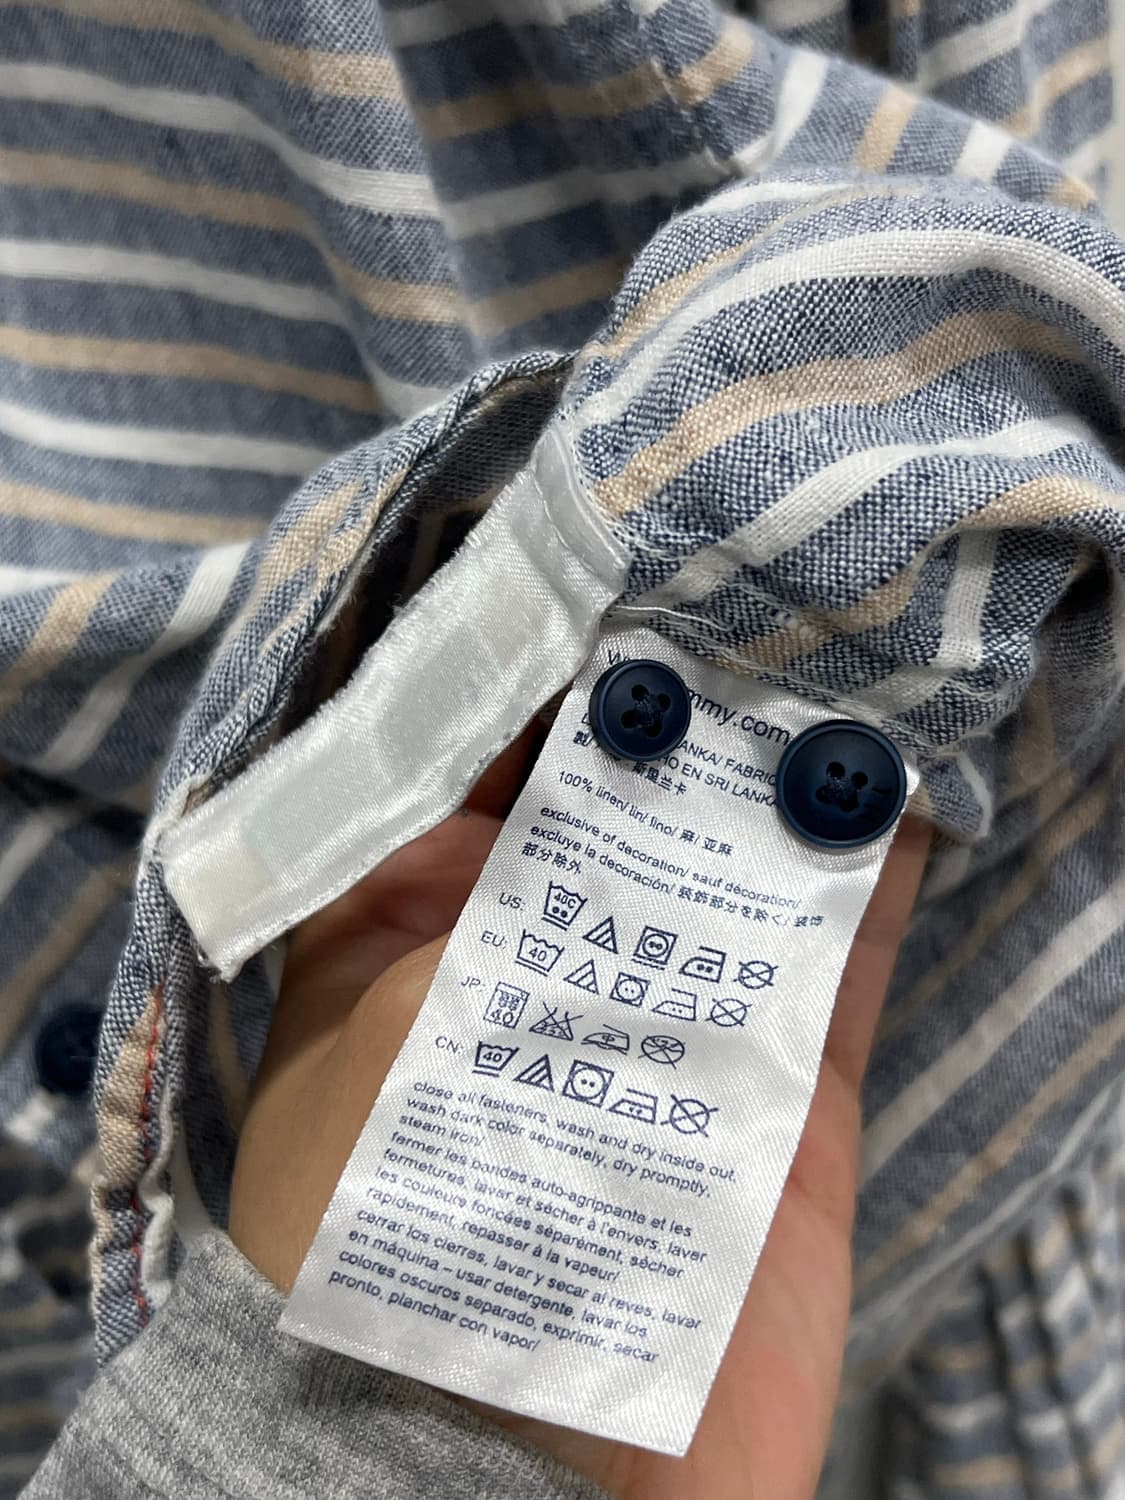 mmy.com
LANKA/ FABRIC
HO EN SRI LANKA
製/ 斯里兰卡
100% linen/ lin/ lino/ 麻/ 亚麻
exclusive of decoration/ sauf décoration/
excluye la decoración/ 装飾部分を除く/ 装饰
部分除外
US: 40C
EU: 40
JP: 40 中
CN: 40
close all fasteners, wash and dry inside out,
wash dark color separately, dry promptly,
steam iron/
fermer les bandes auto-agrippante et les
fermetures, laver et sécher à l'envers, laver
les couleurs foncées séparément, sécher
rapidement, repasser à la vapeur/
cerrar los cierres, lavar y secar al reves, lavar
en máquina – usar detergente, lavar los
colores oscuros separado, exprimir, secar
pronto, planchar con vapor/